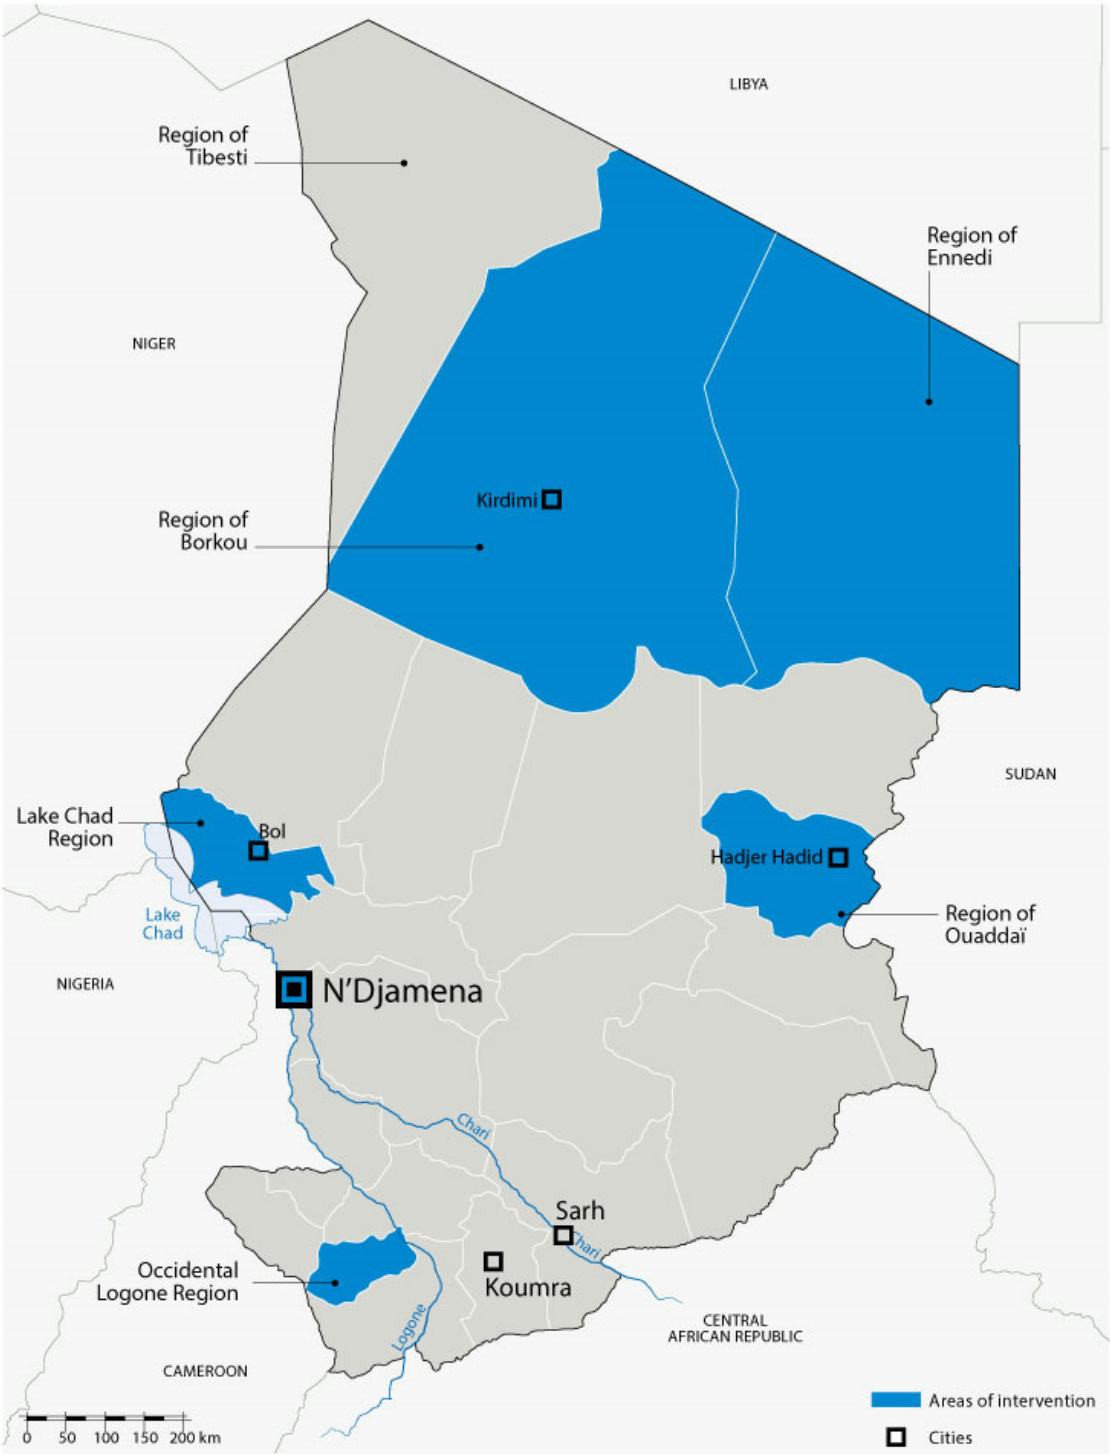 LIBYA
Region of
Tibesti
Region of
Ennedi
NIGER
Kirdimi
Region of
Borkou
SUDAN
Lake Chad
Region
Bol
Hadjer Hadid
Lake
Chad
Region of
Ouaddaï
NIGERIA
N'Djamena
Chari
Sarh
Chari
Koumra
Occidental
Logone Region
Logone
CENTRAL
AFRICAN REPUBLIC
CAMEROON
Areas of intervention
0 50 100 150 200 km
Cities